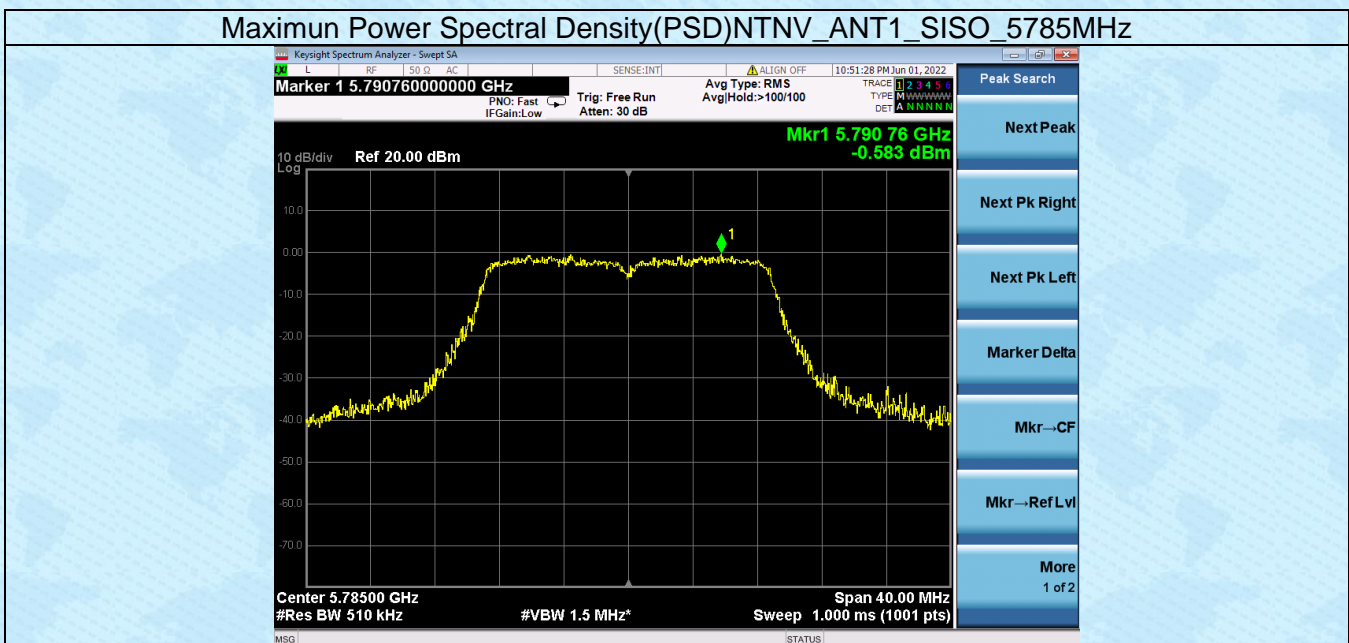 Maximun Power Spectral Density(PSD)NTNV_ANT1_SISO_5785MHz
Keysight Spectrum Analyzer - Swept SA
LXI L RF 50 Ω AC SENSE:INT ALIGN OFF 10:51:28 PM Jun 01, 2022
Marker 1 5.790760000000 GHz
PNO: Fast
IFGain:Low
Trig: Free Run
Atten: 30 dB
Avg Type: RMS
Avg|Hold:>100/100
TRACE 1 2 3 4 5 6
TYPE M W W W W W
DET A N N N N N
Mkr1 5.790 76 GHz
-0.583 dBm
10 dB/div Ref 20.00 dBm
Log
1
10.0
0.00
-10.0
-20.0
-30.0
-40.0
-50.0
-60.0
-70.0
Center 5.78500 GHz Span 40.00 MHz
#Res BW 510 kHz #VBW 1.5 MHz* Sweep 1.000 ms (1001 pts)
MSG STATUS
Peak Search
Next Peak
Next Pk Right
Next Pk Left
Marker Delta
Mkr→CF
Mkr→Ref Lvl
More
1 of 2